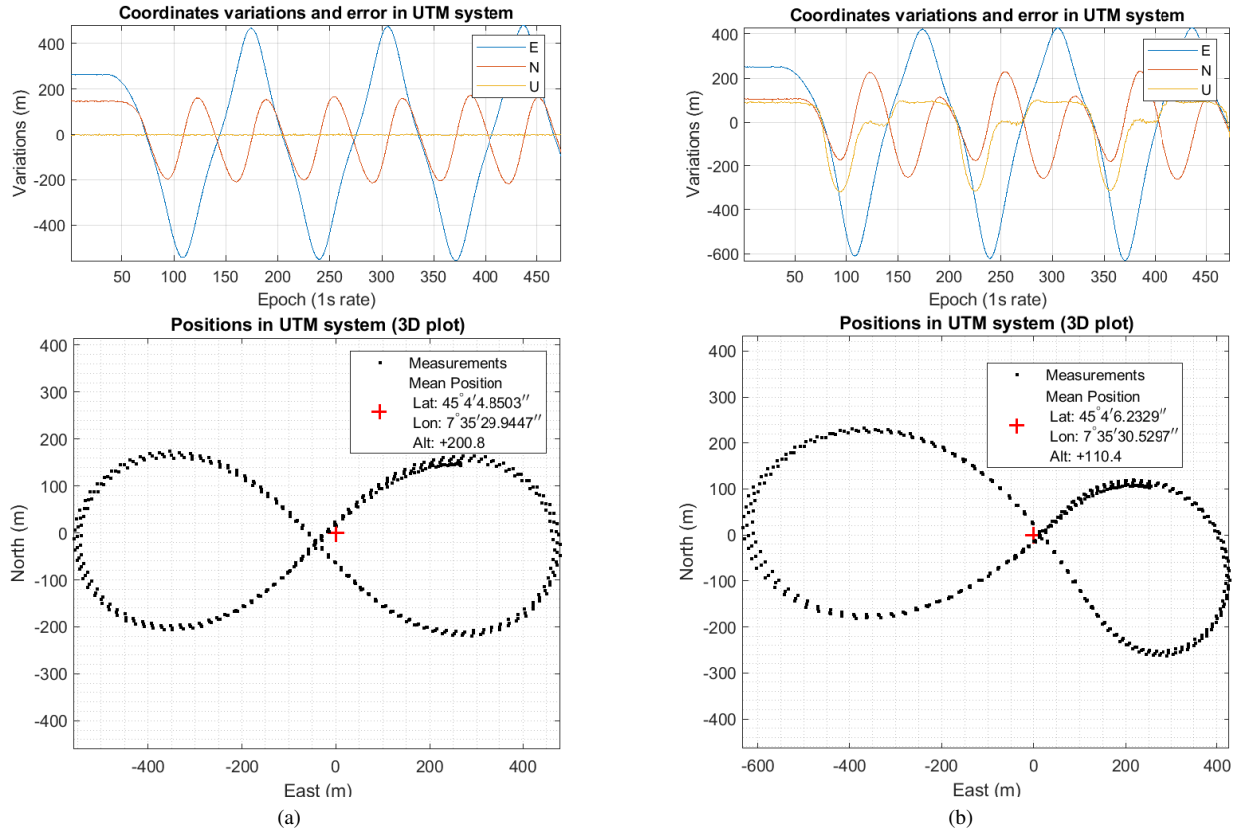 Coordinates variations and error in UTM system
400
200
0
-200
-400
Variations (m)
E
N
U
50 100 150 200 250 300 350 400 450
Epoch (1s rate)
Positions in UTM system (3D plot)
400
300
200
100
0
-100
-200
-300
-400
North (m)
Measurements
Mean Position
Lat: 45°4'4.8503''
Lon: 7°35'29.9447''
Alt: +200.8
-400 -200 0 200 400
East (m)
(a)
Coordinates variations and error in UTM system
400
200
0
-200
-400
-600
Variations (m)
E
N
U
50 100 150 200 250 300 350 400 450
Epoch (1s rate)
Positions in UTM system (3D plot)
400
300
200
100
0
-100
-200
-300
-400
North (m)
Measurements
Mean Position
Lat: 45°4'6.2329''
Lon: 7°35'30.5297''
Alt: +110.4
-600 -400 -200 0 200 400
East (m)
(b)